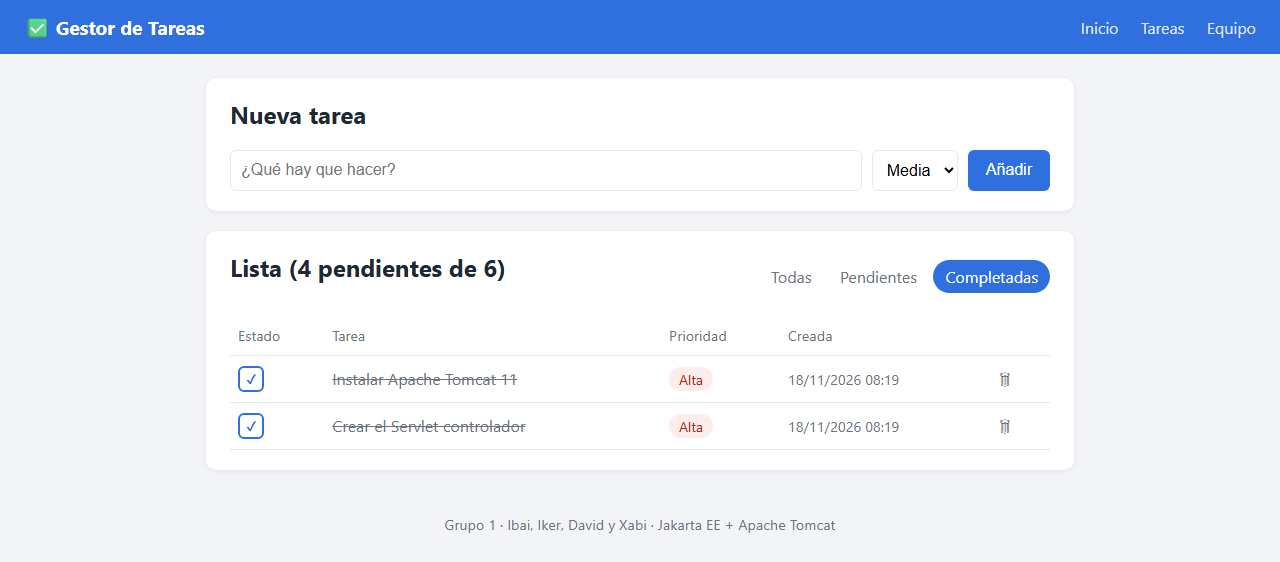 ✅ Gestor de Tareas Inicio Tareas Equipo
Nueva tarea
¿Qué hay que hacer? Media Añadir
Lista (4 pendientes de 6) Todas Pendientes Completadas
Estado Tarea Prioridad Creada
✓ Instalar Apache Tomcat 11 Alta 18/11/2026 08:19 🗑
✓ Crear el Servlet controlador Alta 18/11/2026 08:19 🗑
Grupo 1 · Ibai, Iker, David y Xabi · Jakarta EE + Apache Tomcat